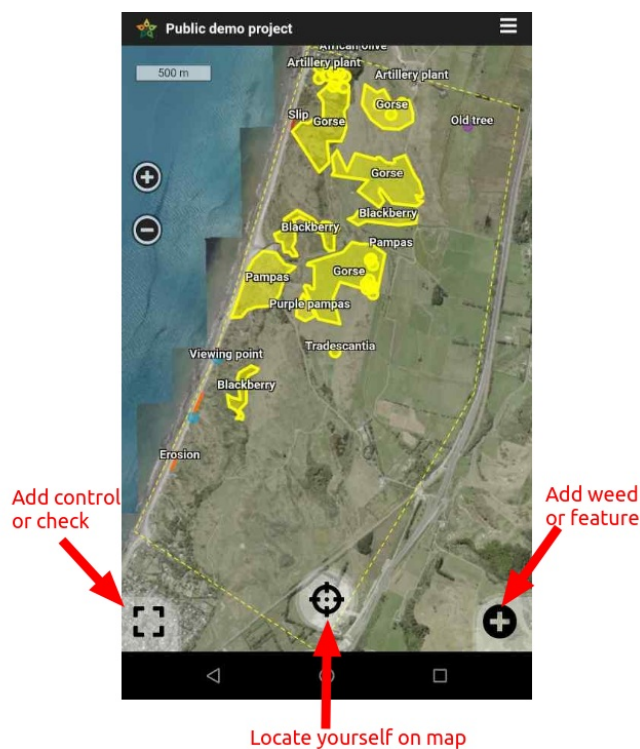 Public demo project
500 m
African olive
Artillery plant
Artillery plant
Gorse
Slip
Gorse
Old tree
Gorse
Blackberry
Blackberry
Pampas
Gorse
Pampas
Purple pampas
Tradescantia
Viewing point
Blackberry
Erosion
Add control
or check
Add weed
or feature
Locate yourself on map